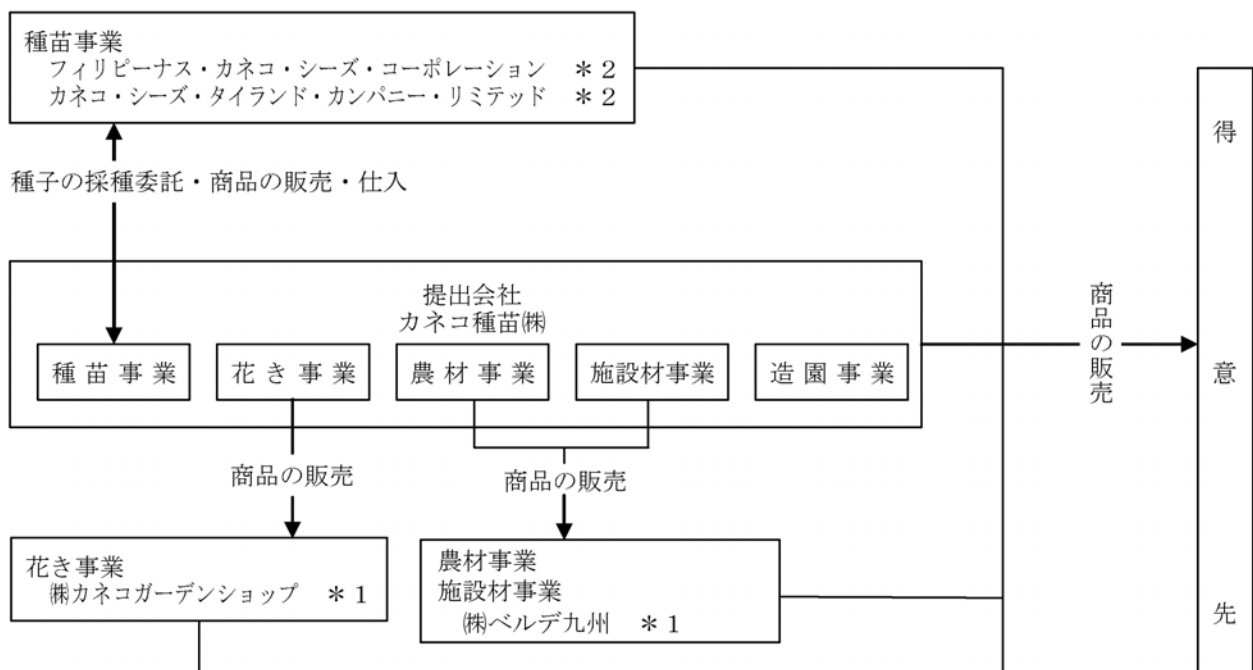 種苗事業
フィリピーナス・カネコ・シーズ・コーポレーション ＊２
カネコ・シーズ・タイランド・カンパニー・リミテッド ＊２
種子の採種委託・商品の販売・仕入
提出会社
カネコ種苗㈱
種苗事業
花き事業
農材事業
施設材事業
造園事業
商品の販売
得意先
商品の販売
商品の販売
花き事業
㈱カネコガーデンショップ ＊１
農材事業
施設材事業
㈱ベルデ九州 ＊１